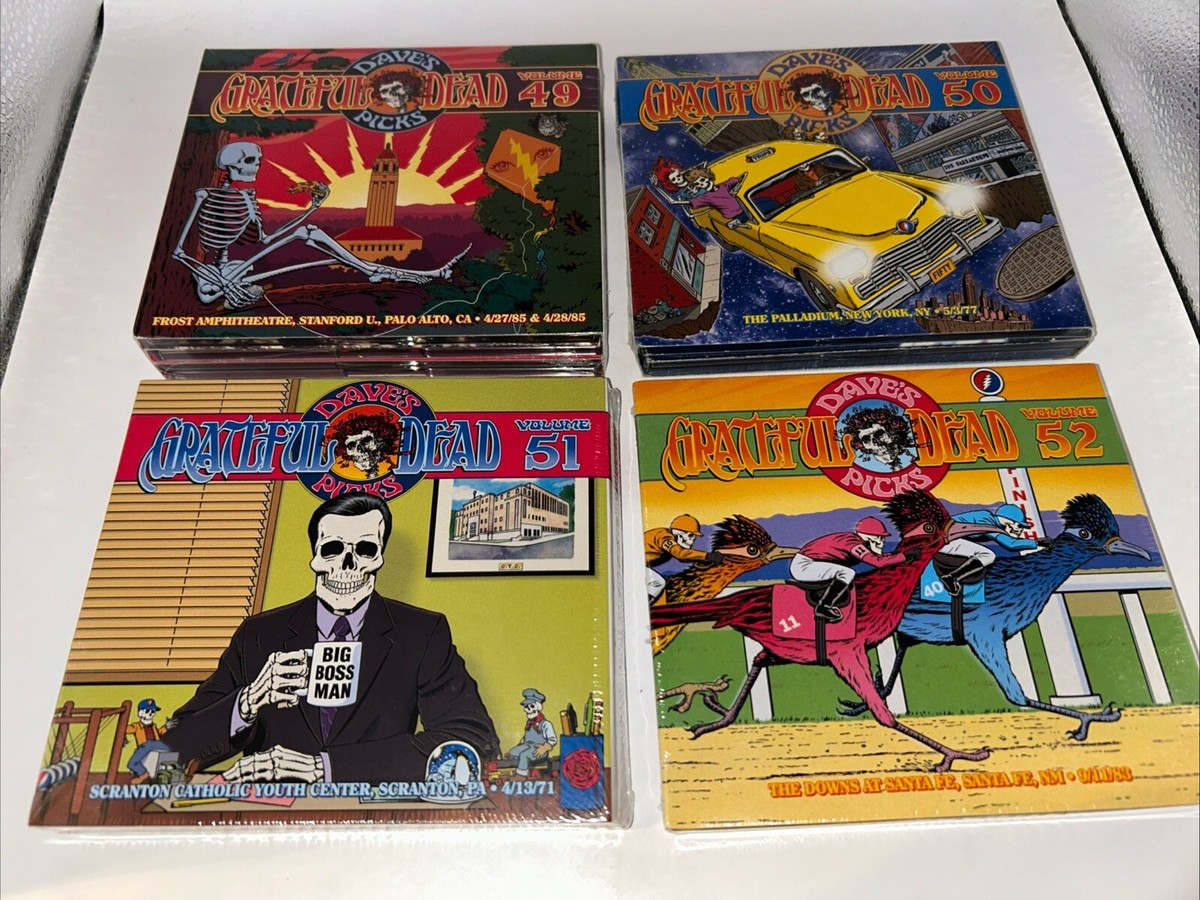 DAVE'S
GRATEFUL DEAD
PICKS
VOLUME
49
FROST AMPHITHEATRE, STANFORD U., PALO ALTO, CA • 4/27/85 & 4/28/85
DAVE'S
GRATEFUL DEAD
PICKS
VOLUME
50
THE PALLADIUM
FIFTY
THE PALLADIUM, NEW YORK, NY • 5/3/77
DAVE'S
GRATEFUL DEAD
PICKS
VOLUME
51
BIG
BOSS
MAN
SCRANTON CATHOLIC YOUTH CENTER, SCRANTON, PA • 4/13/71
DAVE'S
GRATEFUL DEAD
PICKS
VOLUME
52
FINISH
11
40
THE DOWNS AT SANTA FE, SANTA FE, NM • 9/11/83